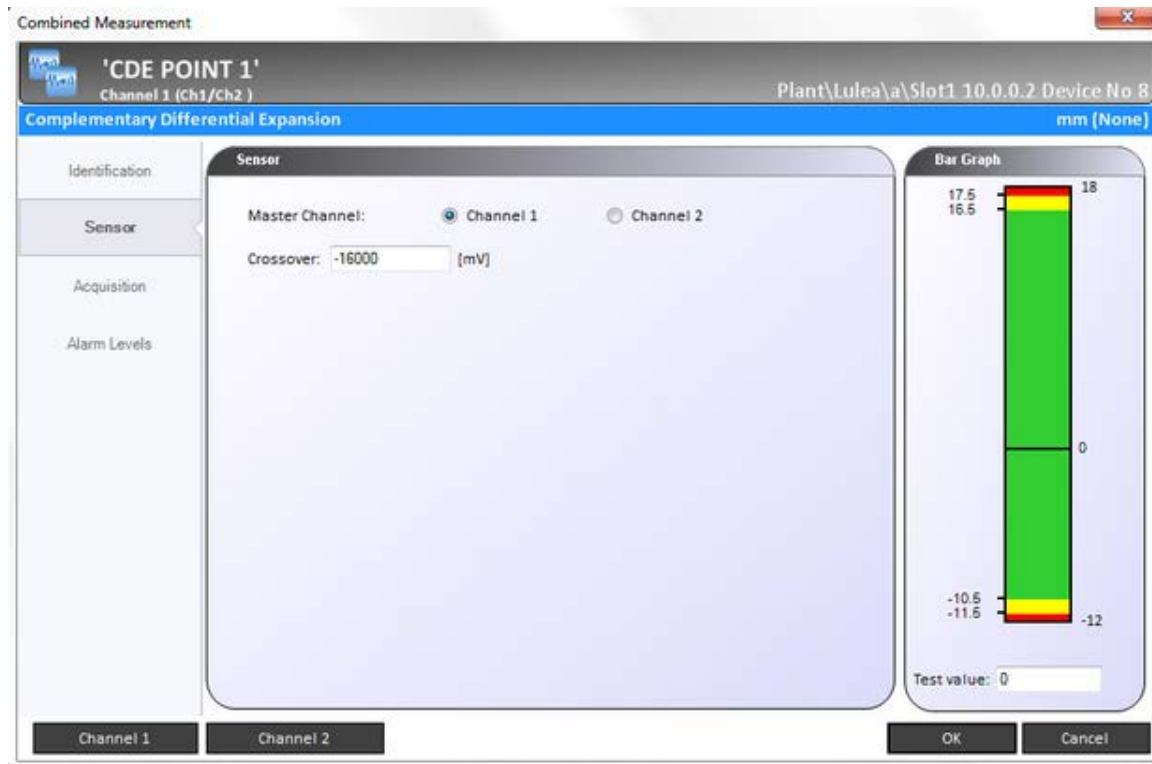 Combined Measurement
'CDE POINT 1'
Channel 1 (Ch1/Ch2 )
Plant\Lulea\a\Slot1 10.0.0.2 Device No 8
Complementary Differential Expansion
mm (None)
Identification
Sensor
Acquisition
Alarm Levels
Sensor
Master Channel:
Channel 1
Channel 2
Crossover: -16000 [mV]
Bar Graph
17.5
18
16.5
0
-10.5
-11.5
-12
Test value: 0
Channel 1
Channel 2
OK
Cancel